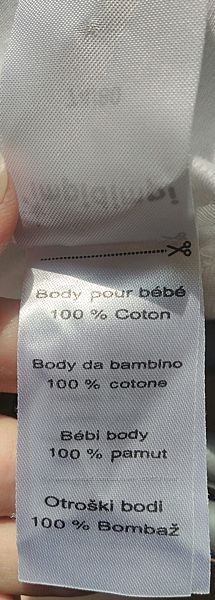 Body pour bébé
100 % Coton
Body da bambino
100 % cotone
Bébi body
100 % pamut
Otroški bodi
100 % Bombaž